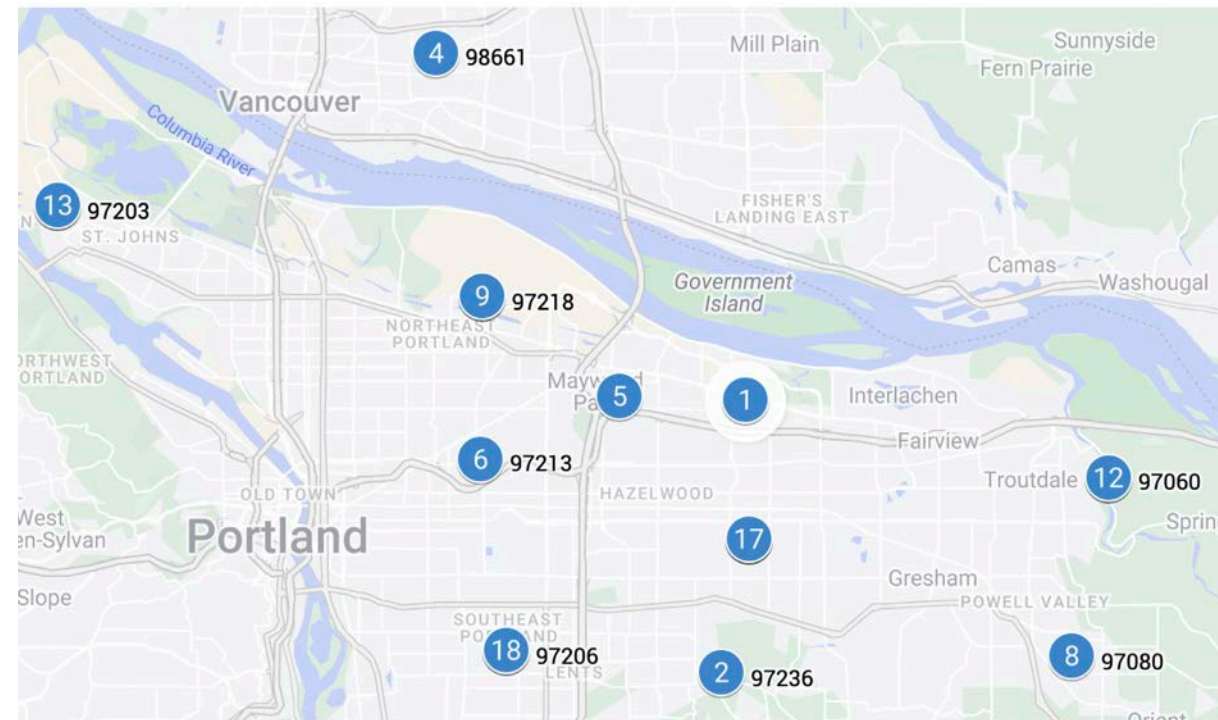 4
98661
Mill Plain
Sunnyside
Fern Prairie
Vancouver
Columbia River
13
97203
ST. JOHNS
FISHER'S
LANDING EAST
Government
Island
Camas
Washougal
9
97218
NORTHEAST
PORTLAND
5
1
Interlachen
Fairview
6
97213
HAZELWOOD
Troutdale
12
97060
OLD TOWN
West
Portland
17
Gresham
POWELL VALLEY
Slope
SOUTHEAST
18
97206
LENTS
2
97236
8
97080